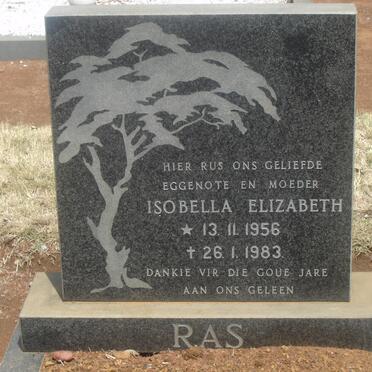 HIER RUS ONS GELIEFDE
EGGENOTE EN MOEDER
ISOBELLA ELIZABETH
★ 13.11.1956
✝ 26.1.1983.
DANKIE VIR DIE GOUE JARE
AAN ONS GELEEN
RAS